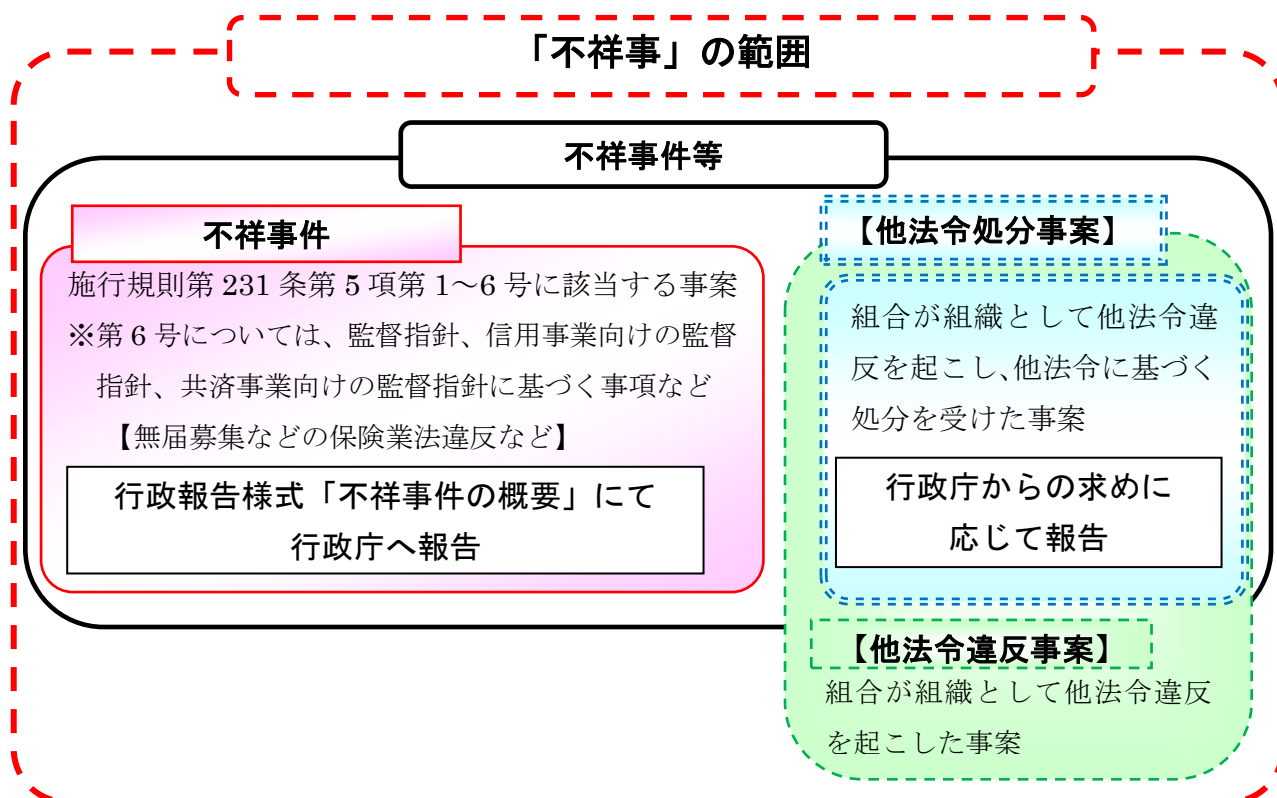 「不祥事」の範囲
不祥事件等
不祥事件
施行規則第 231 条第 5 項第 1～6 号に該当する事案
※第 6 号については、監督指針、信用事業向けの監督
指針、共済事業向けの監督指針に基づく事項など
【無届募集などの保険業法違反など】
行政報告様式「不祥事件の概要」にて
行政庁へ報告
【他法令処分事案】
組合が組織として他法令違
反を起こし、他法令に基づく
処分を受けた事案
行政庁からの求めに
応じて報告
【他法令違反事案】
組合が組織として他法令違反
を起こした事案